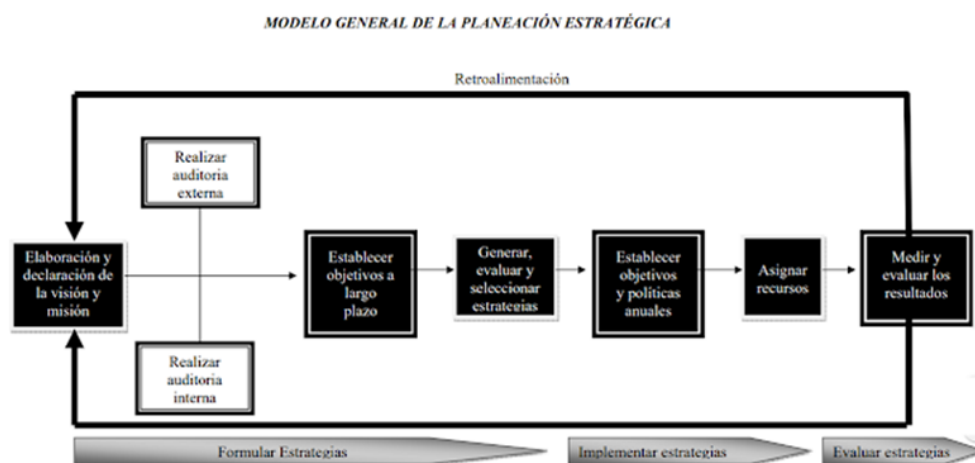 MODELO GENERAL DE LA PLANEACIÓN ESTRATÉGICA
Retroalimentación
Realizar
auditoria
externa
Elaboración y
declaración de
la visión y
misión
Establecer
objetivos a
largo
plazo
Generar,
evaluar y
seleccionar
estrategias
Establecer
objetivos
y políticas
anuales
Asignar
recursos
Medir y
evaluar los
resultados
Realizar
auditoria
interna
Formular Estrategias
Implementar estrategias
Evaluar estrategias